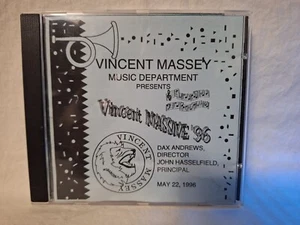 VINCENT MASSEY
MUSIC DEPARTMENT
PRESENTS
Vincent MASSIVE '96
DAX ANDREWS,
DIRECTOR
JOHN HASSELFIELD,
PRINCIPAL
MAY 22, 1996
VINCENT MASSEY